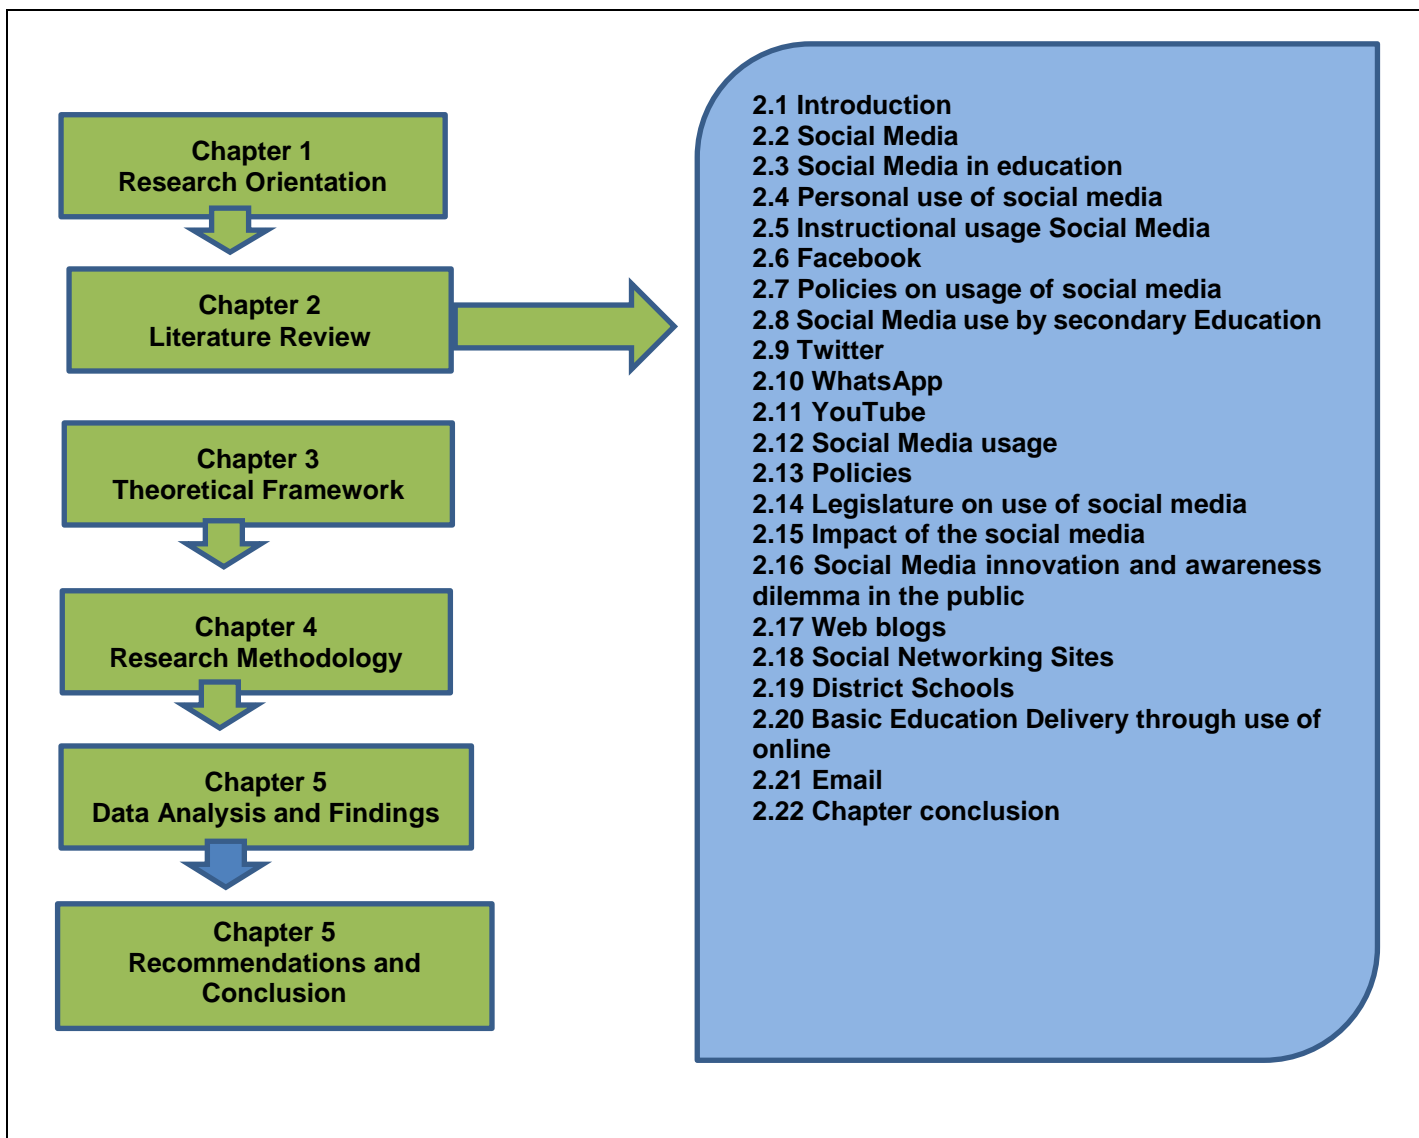 Chapter 1
Research Orientation
Chapter 2
Literature Review
Chapter 3
Theoretical Framework
Chapter 4
Research Methodology
Chapter 5
Data Analysis and Findings
Chapter 5
Recommendations and
Conclusion
2.1 Introduction
2.2 Social Media
2.3 Social Media in education
2.4 Personal use of social media
2.5 Instructional usage Social Media
2.6 Facebook
2.7 Policies on usage of social media
2.8 Social Media use by secondary Education
2.9 Twitter
2.10 WhatsApp
2.11 YouTube
2.12 Social Media usage
2.13 Policies
2.14 Legislature on use of social media
2.15 Impact of the social media
2.16 Social Media innovation and awareness
dilemma in the public
2.17 Web blogs
2.18 Social Networking Sites
2.19 District Schools
2.20 Basic Education Delivery through use of
online
2.21 Email
2.22 Chapter conclusion